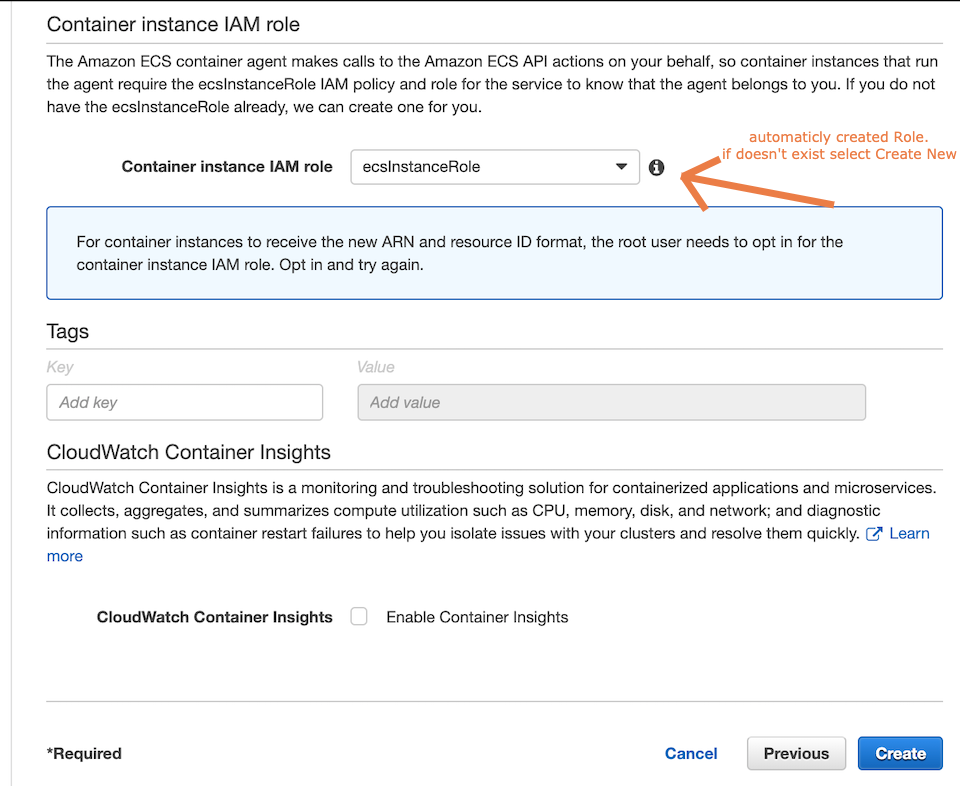 Container instance IAM role
The Amazon ECS container agent makes calls to the Amazon ECS API actions on your behalf, so container instances that run
the agent require the ecsInstanceRole IAM policy and role for the service to know that the agent belongs to you. If you do not
have the ecsInstanceRole already, we can create one for you.
automaticly created Role.
if doesn't exist select Create New
Container instance IAM role ecsInstanceRole
For container instances to receive the new ARN and resource ID format, the root user needs to opt in for the
container instance IAM role. Opt in and try again.
Tags
Key Value
Add key Add value
CloudWatch Container Insights
CloudWatch Container Insights is a monitoring and troubleshooting solution for containerized applications and microservices.
It collects, aggregates, and summarizes compute utilization such as CPU, memory, disk, and network; and diagnostic
information such as container restart failures to help you isolate issues with your clusters and resolve them quickly. Learn
more
CloudWatch Container Insights Enable Container Insights
*Required Cancel Previous Create